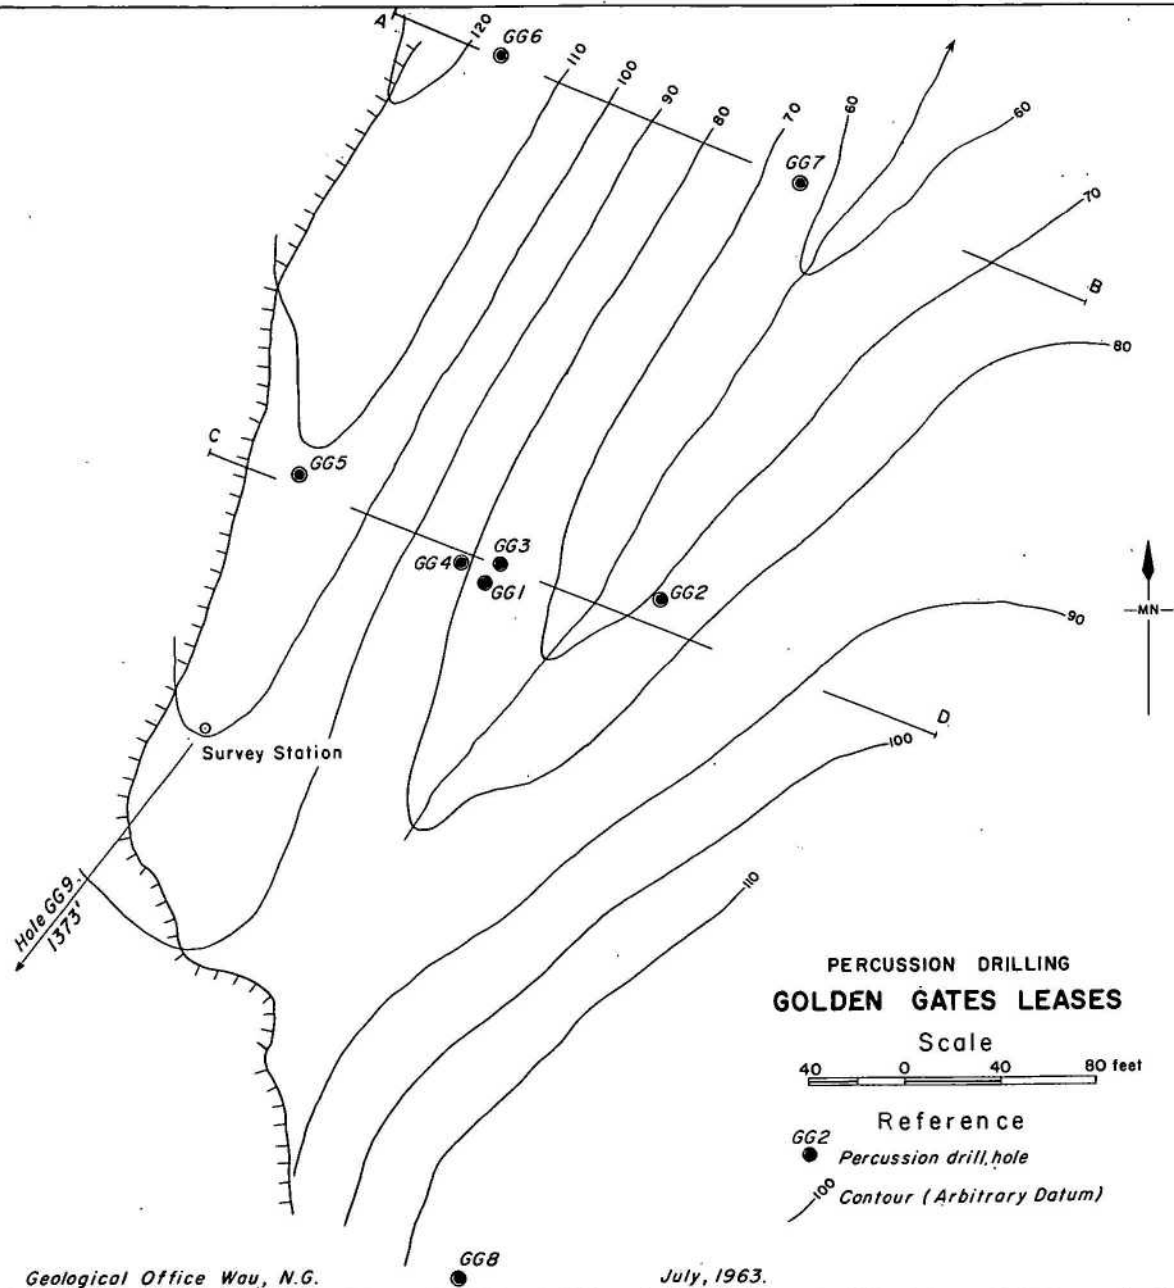 A
120
GG6
110
100
90
80
70
60
60
GG7
70
B
80
C
GG5
GG3
GG4
GG1
GG2
MN
90
Survey Station
D
100
Hole GG9
1373'
110
PERCUSSION DRILLING
GOLDEN GATES LEASES
Scale
40 0 40 80 feet
Reference
GG2
Percussion drill hole
100 Contour (Arbitrary Datum)
GG8
Geological Office Wau, N.G. July, 1963.